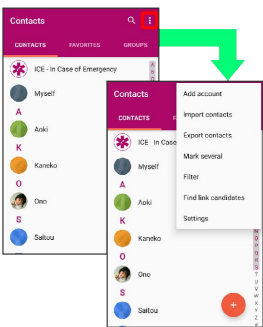 Contacts
CONTACTS FAVORITES GROUPS
ICE - In Case of Emergency
Myself
A
Aoki
K
Kaneko
O
Ono
S
Saitou
Contacts
CONTACTS
ICE - In Case
Myself
A
Aoki
K
Kaneko
O
Ono
S
Saitou
Add account
Import contacts
Export contacts
Mark several
Filter
Find link candidates
Settings
T
U
V
W
X
Y
Z
#